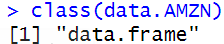 > class(data.AMZN)
[1] "data.frame"